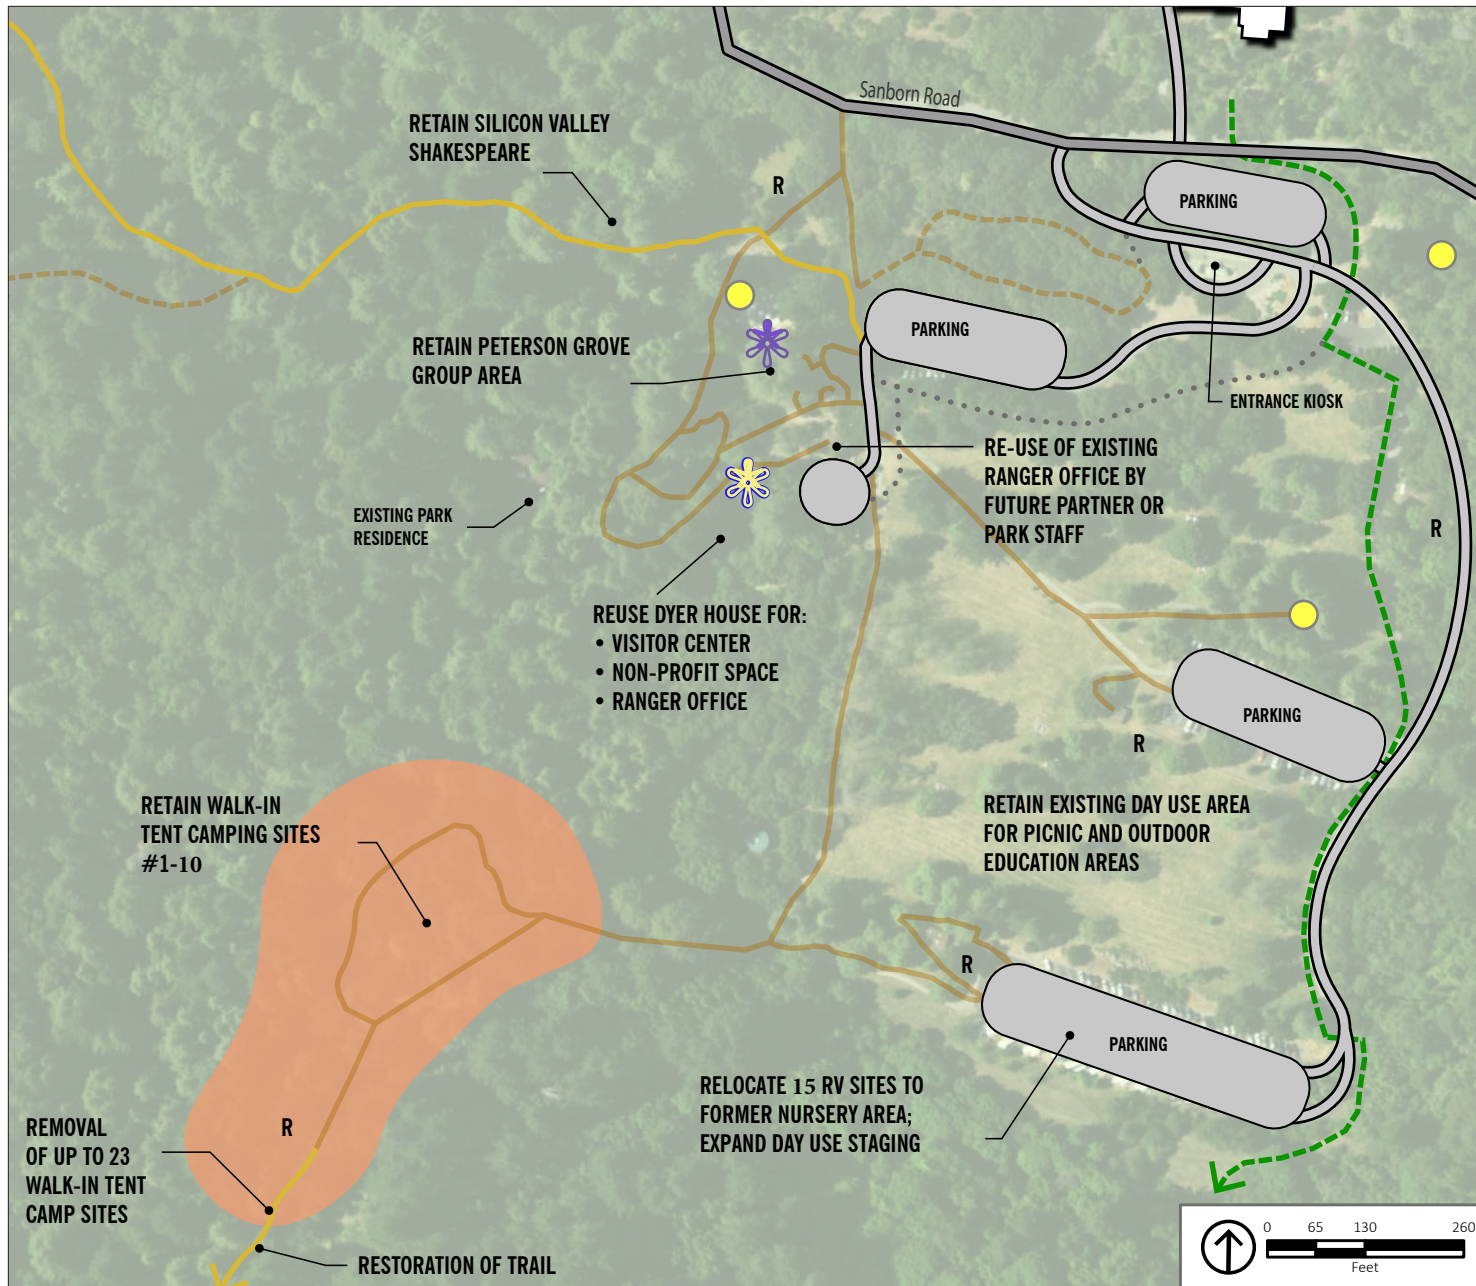 Sanborn Road
RETAIN SILICON VALLEY
SHAKESPEARE
R
PARKING
PARKING
RETAIN PETERSON GROVE
GROUP AREA
ENTRANCE KIOSK
RE-USE OF EXISTING
RANGER OFFICE BY
FUTURE PARTNER OR
PARK STAFF
EXISTING PARK
RESIDENCE
R
REUSE DYER HOUSE FOR:
• VISITOR CENTER
• NON-PROFIT SPACE
• RANGER OFFICE
PARKING
R
RETAIN WALK-IN
TENT CAMPING SITES
#1-10
RETAIN EXISTING DAY USE AREA
FOR PICNIC AND OUTDOOR
EDUCATION AREAS
R
PARKING
RELOCATE 15 RV SITES TO
FORMER NURSERY AREA;
EXPAND DAY USE STAGING
R
REMOVAL
OF UP TO 23
WALK-IN TENT
CAMP SITES
RESTORATION OF TRAIL
0 65 130 260
Feet